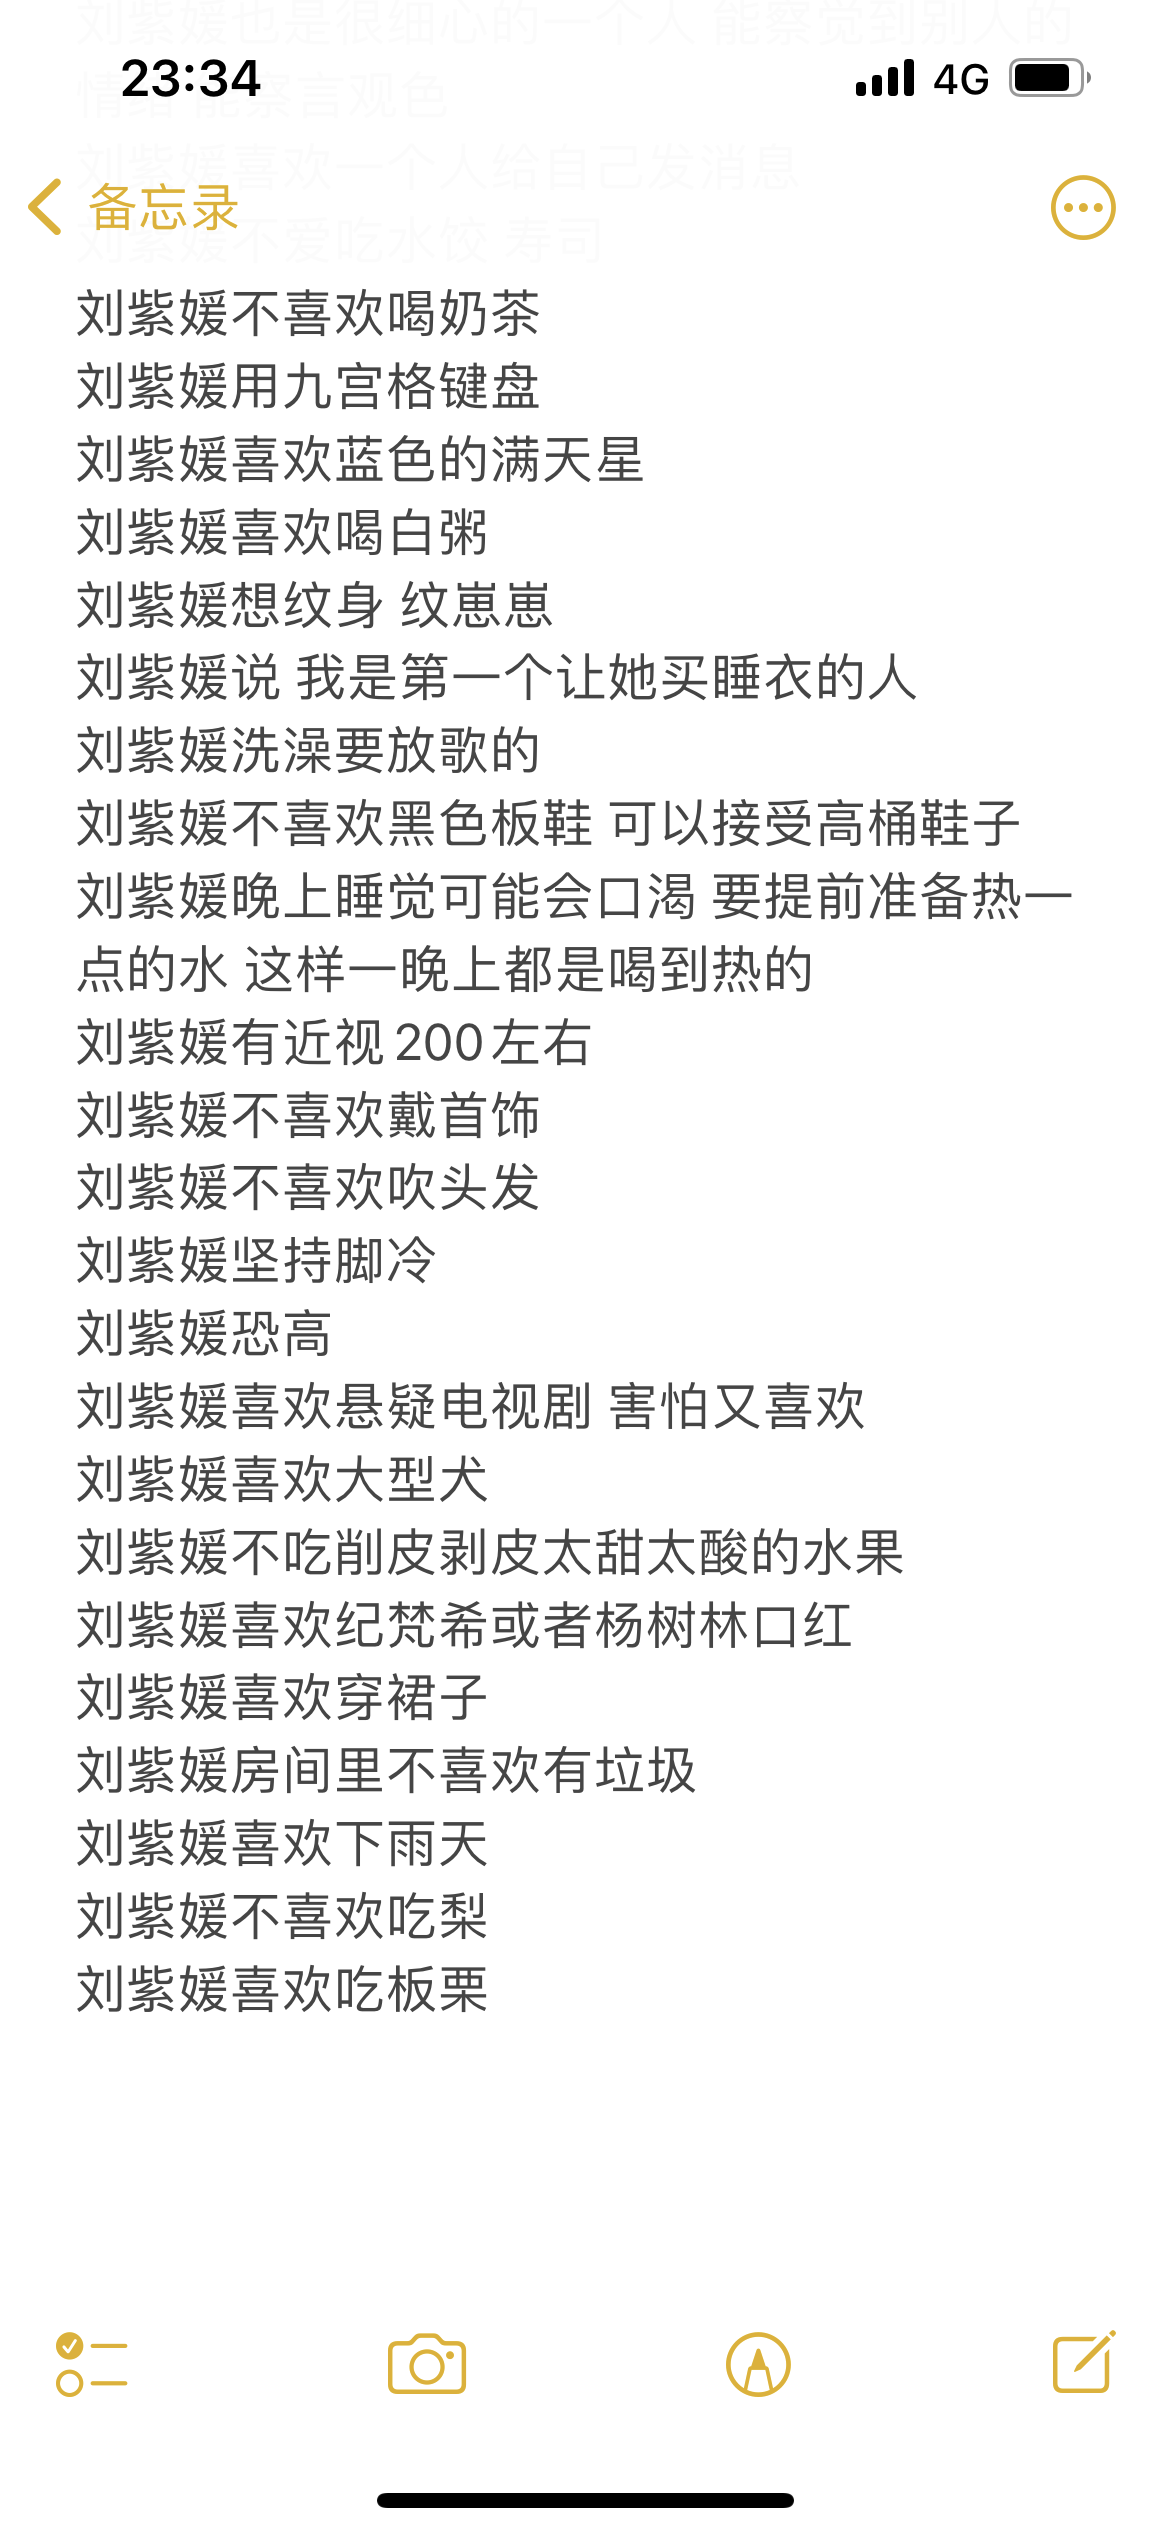 刘紫媛也是很细心的一个人 能察觉到别人的
情绪 能察言观色
23:34
4G
刘紫媛喜欢一个人给自己发消息
备忘录
刘紫媛不爱吃水饺 寿司
刘紫媛不喜欢喝奶茶
刘紫媛用九宫格键盘
刘紫媛喜欢蓝色的满天星
刘紫媛喜欢喝白粥
刘紫媛想纹身 纹崽崽
刘紫媛说 我是第一个让她买睡衣的人
刘紫媛洗澡要放歌的
刘紫媛不喜欢黑色板鞋 可以接受高桶鞋子
刘紫媛晚上睡觉可能会口渴 要提前准备热一
点的水 这样一晚上都是喝到热的
刘紫媛有近视200左右
刘紫媛不喜欢戴首饰
刘紫媛不喜欢吹头发
刘紫媛坚持脚冷
刘紫媛恐高
刘紫媛喜欢悬疑电视剧 害怕又喜欢
刘紫媛喜欢大型犬
刘紫媛不吃削皮剥皮太甜太酸的水果
刘紫媛喜欢纪梵希或者杨树林口红
刘紫媛喜欢穿裙子
刘紫媛房间里不喜欢有垃圾
刘紫媛喜欢下雨天
刘紫媛不喜欢吃梨
刘紫媛喜欢吃板栗